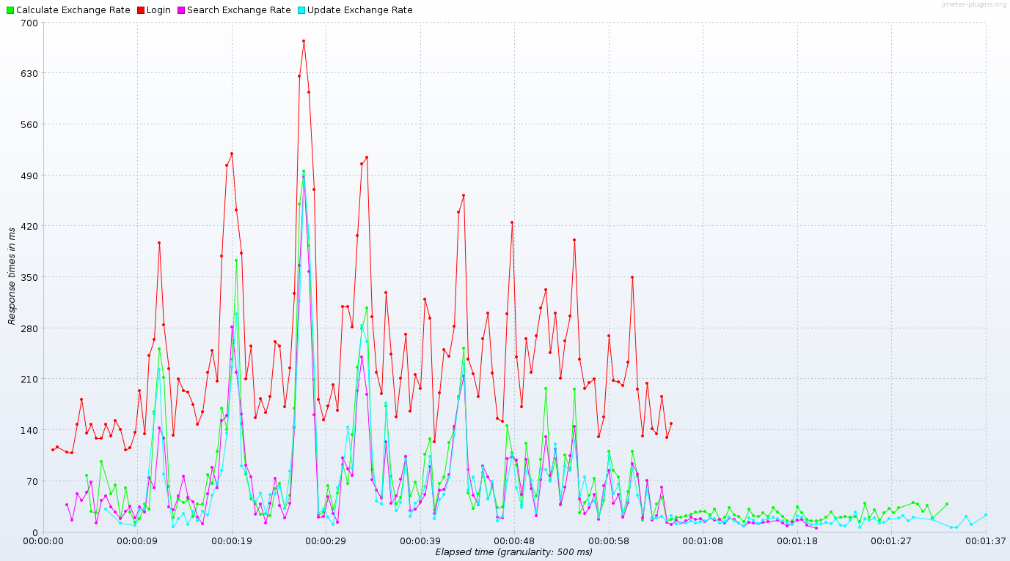 Calculate Exchange Rate Login Search Exchange Rate Update Exchange Rate
jmeter-plugins.org
700
630
560
490
420
350
280
210
140
70
0
Response times in ms
00:00:00 00:00:09 00:00:19 00:00:29 00:00:39 00:00:48 00:00:58 00:01:08 00:01:18 00:01:27 00:01:37
Elapsed time (granularity: 500 ms)